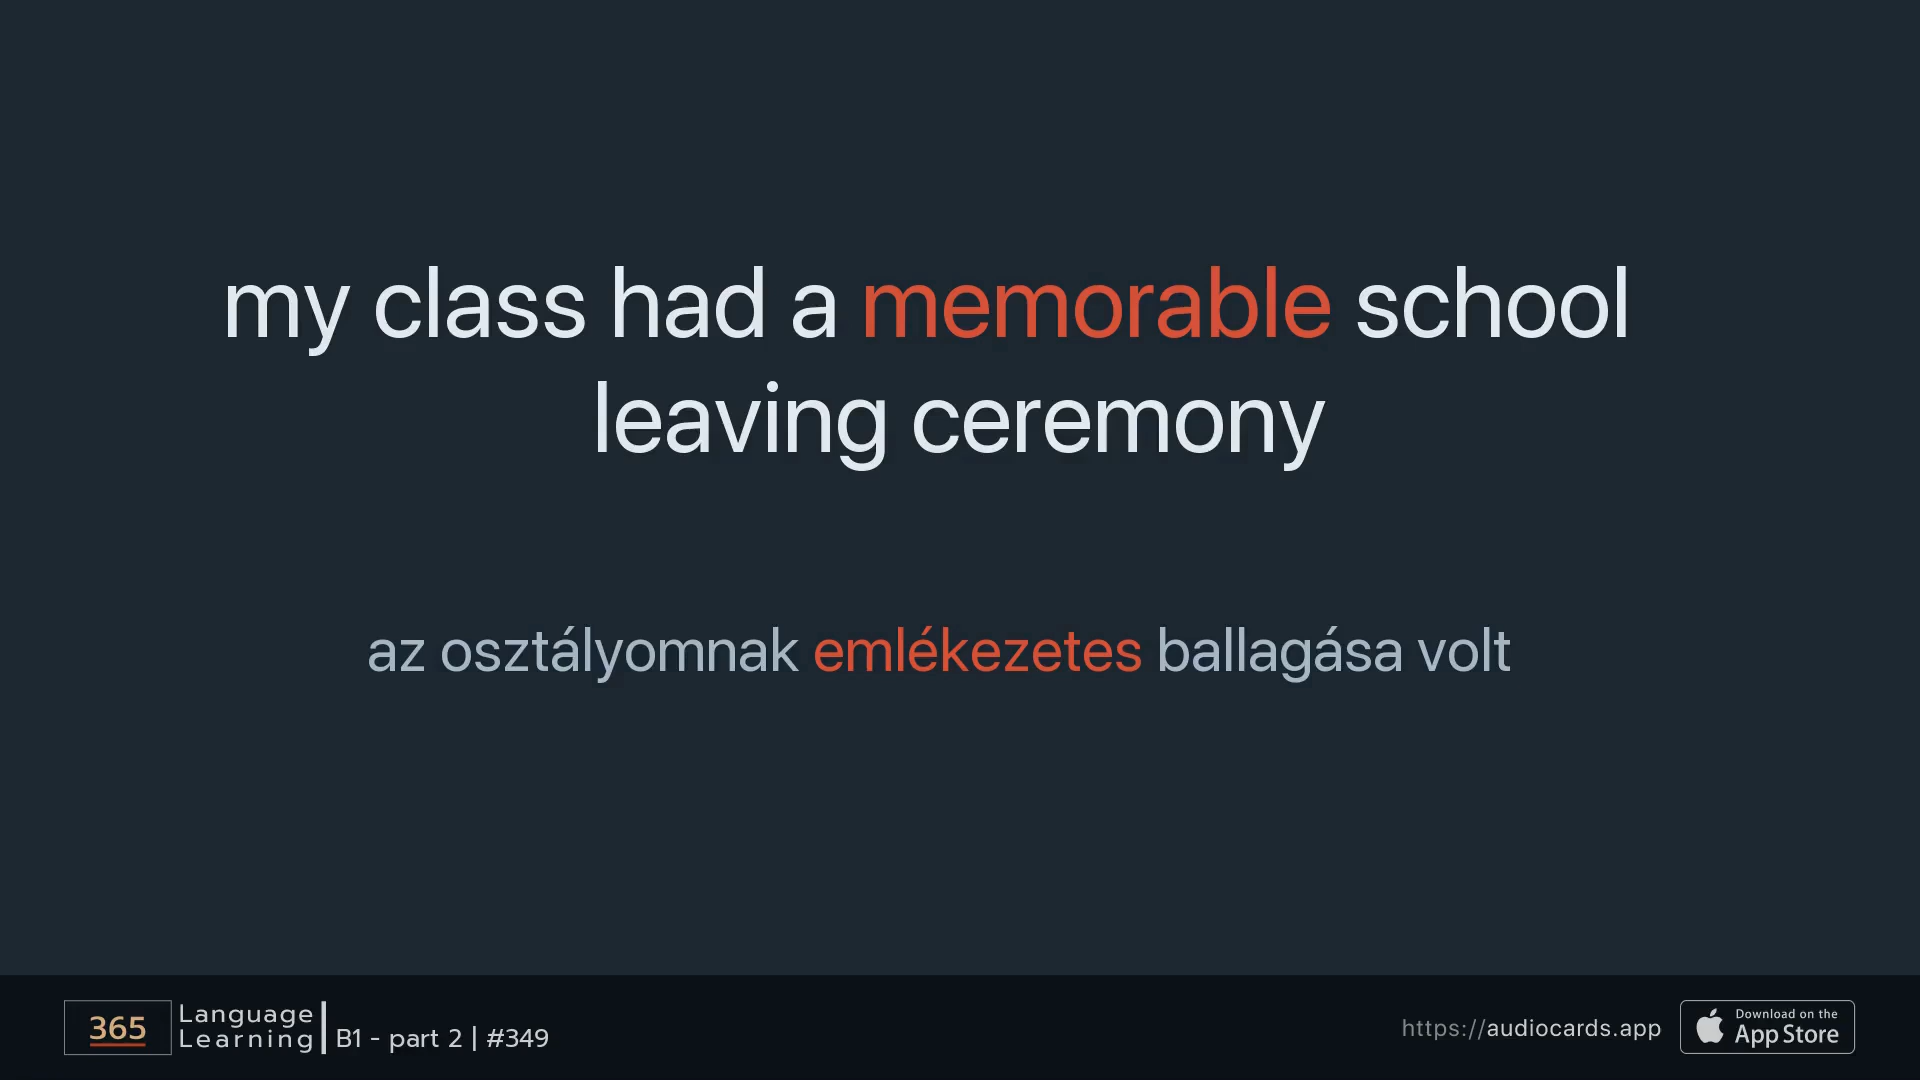 my class had a memorable school
leaving ceremony
az osztályomnak emlékezetes ballagása volt
365
Language
Learning
B1 - part 2 | #349
https://audiocards.app
Download on the
App Store